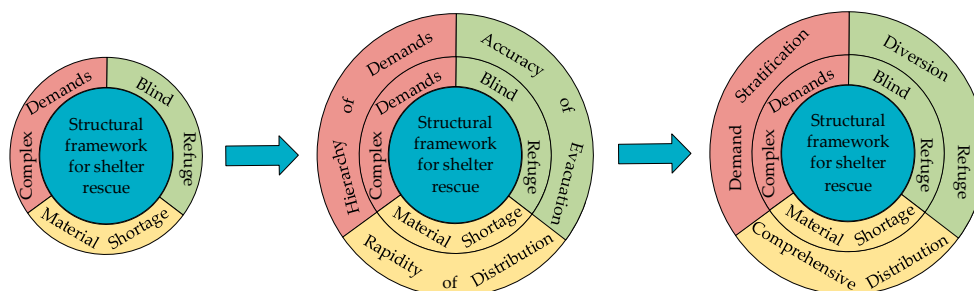 Complex Demands
Blind Refuge
Material Shortage
Structural
framework
for shelter
rescue
Hierarchy of Demands
Accuracy of Evacuation
Rapidity of Distribution
Complex Demands
Blind Refuge
Material Shortage
Structural
framework
for shelter
rescue
Demand Stratification
Diversion Refuge
Comprehensive Distribution
Complex Demands
Blind Refuge
Material Shortage
Structural
framework
for shelter
rescue